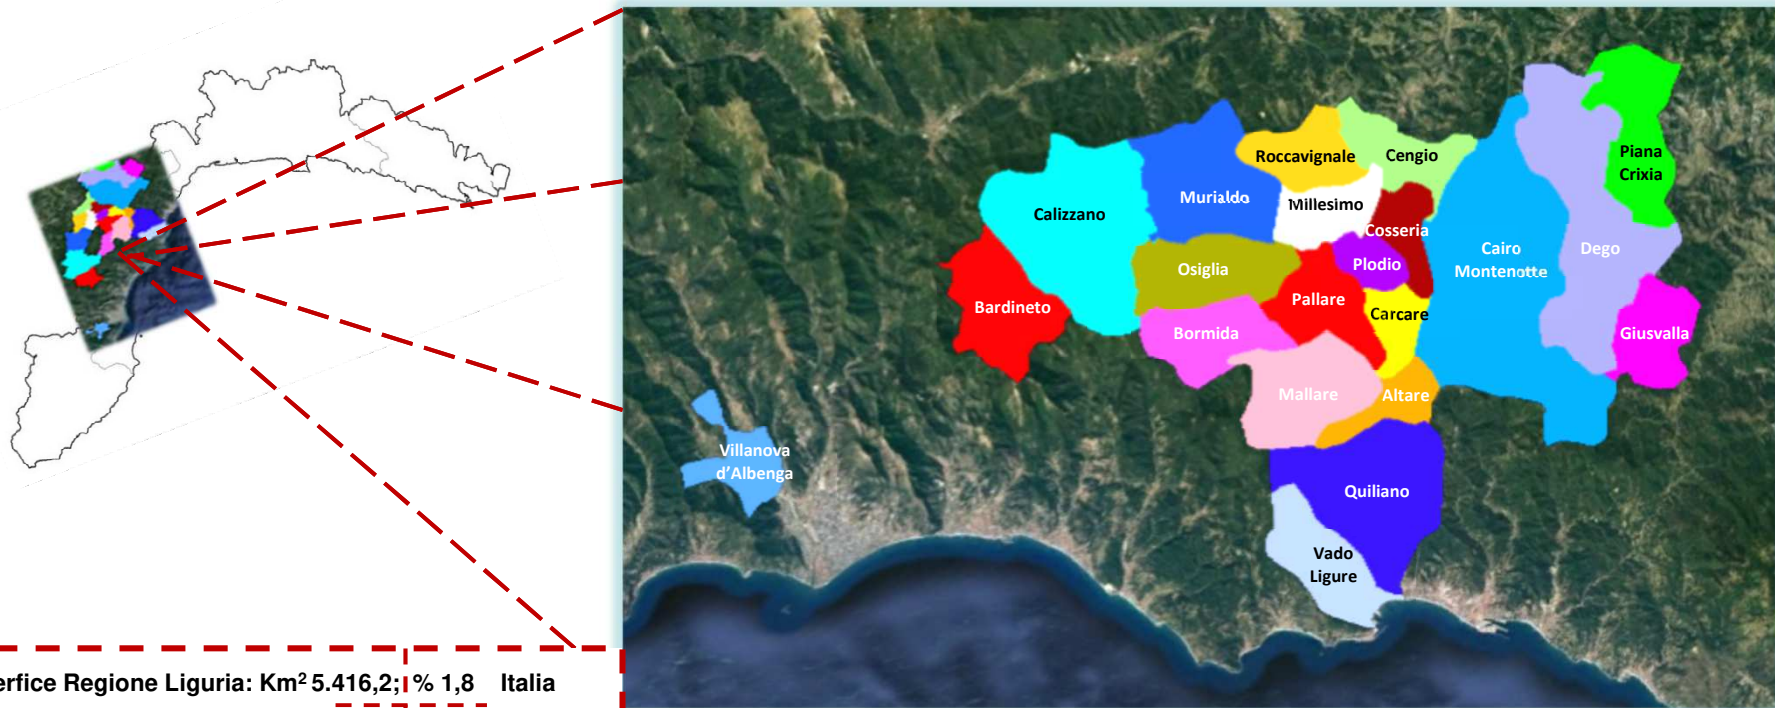 Roccavignale
Cengio
Piana
Crixia
Murialdo
Millesimo
Calizzano
Cosseria
Cairo
Montenotte
Dego
Osiglia
Plodio
Pallare
Bardineto
Carcare
Bormida
Giusvalla
Mallare
Altare
Villanova
d'Albenga
Quiliano
Vado
Ligure
erfice Regione Liguria: Km² 5.416,2; % 1,8 Italia